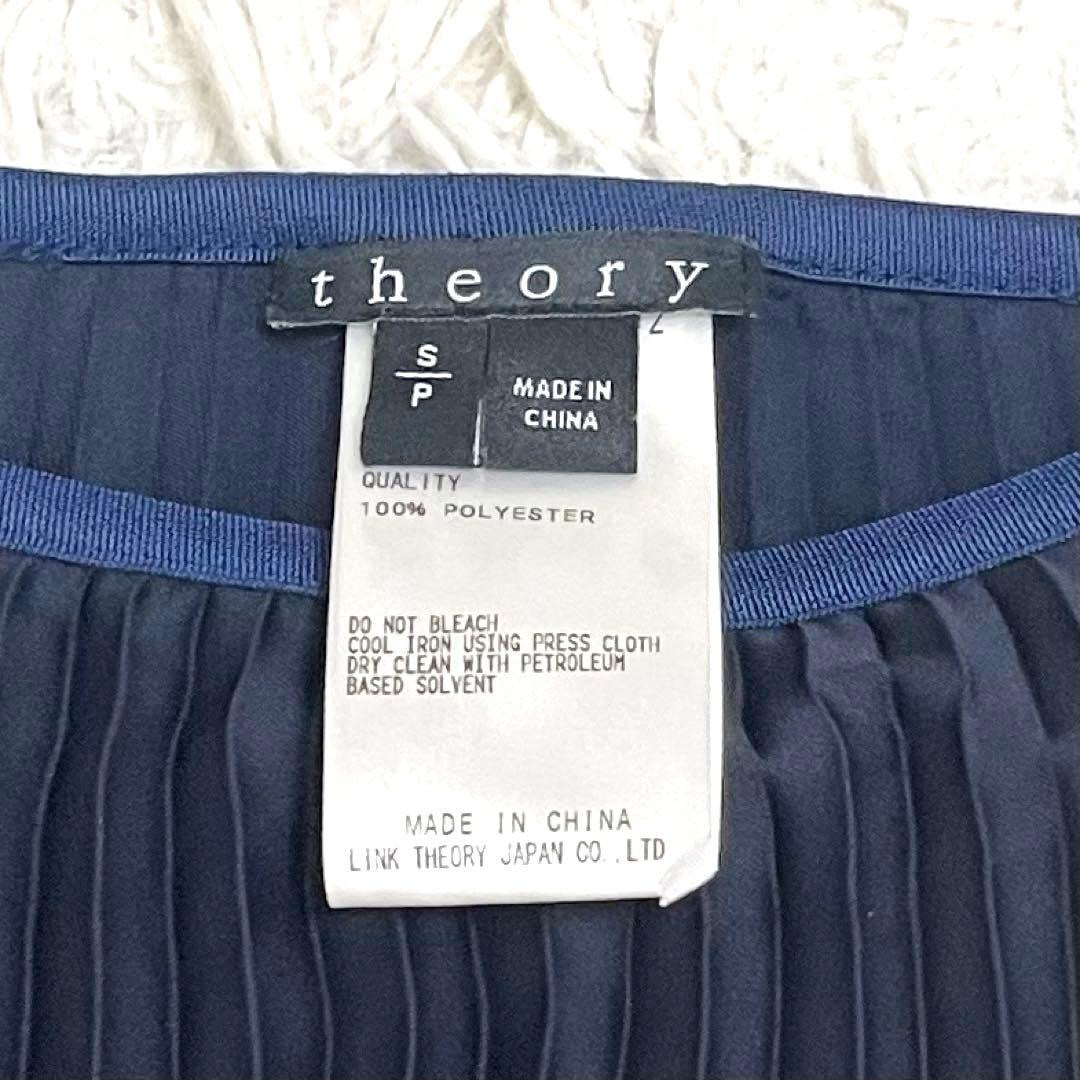 theory
S
P
MADE IN
CHINA
QUALITY
100% POLYESTER
DO NOT BLEACH
COOL IRON USING PRESS CLOTH
DRY CLEAN WITH PETROLEUM
BASED SOLVENT
MADE IN CHINA
LINK THEORY JAPAN CO.,LTD